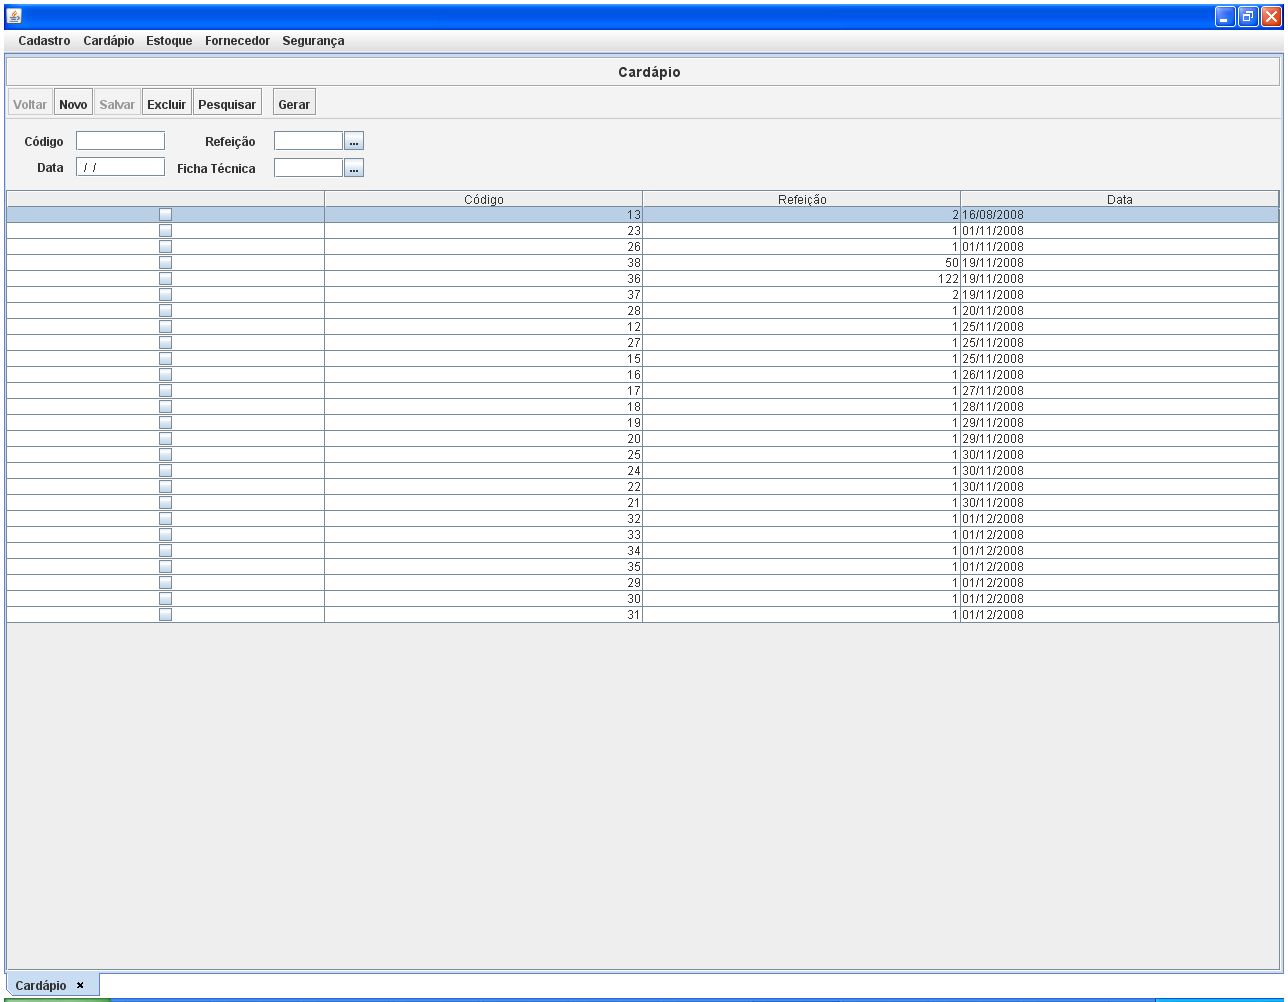 Cadastro Cardápio Estoque Fornecedor Segurança
Cardápio
Voltar Novo Salvar Excluir Pesquisar Gerar
Código Refeição ...
Data / / Ficha Técnica ...
Código Refeição Data
13 2 16/08/2008
23 1 01/11/2008
26 1 01/11/2008
38 50 19/11/2008
36 122 19/11/2008
37 2 19/11/2008
28 1 20/11/2008
12 1 25/11/2008
27 1 25/11/2008
15 1 25/11/2008
16 1 26/11/2008
17 1 27/11/2008
18 1 28/11/2008
19 1 29/11/2008
20 1 29/11/2008
25 1 30/11/2008
24 1 30/11/2008
22 1 30/11/2008
21 1 30/11/2008
32 1 01/12/2008
33 1 01/12/2008
34 1 01/12/2008
35 1 01/12/2008
29 1 01/12/2008
30 1 01/12/2008
31 1 01/12/2008
Cardápio ×